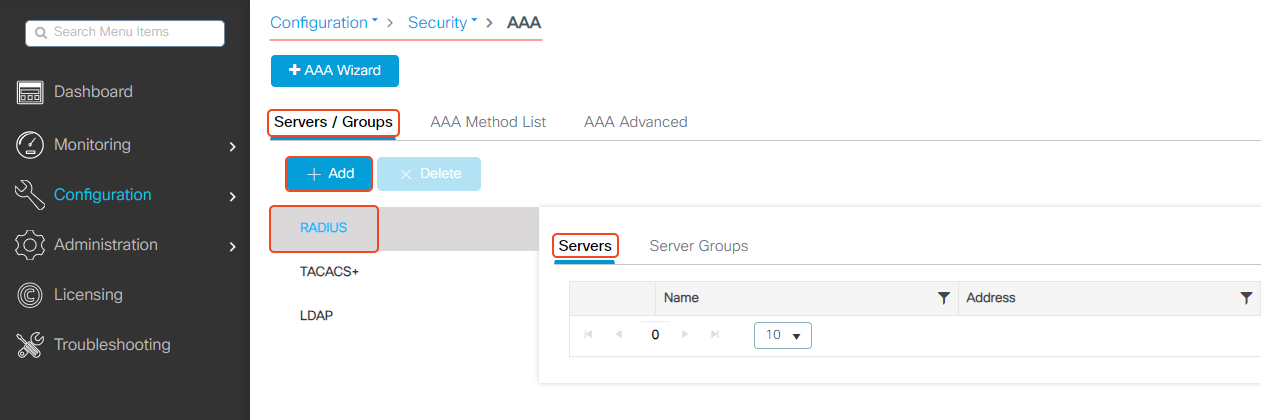 Search Menu Items
Dashboard
Monitoring
Configuration
Administration
Licensing
Troubleshooting
Configuration > Security > AAA
+ AAA Wizard
Servers / Groups AAA Method List AAA Advanced
+ Add × Delete
RADIUS
TACACS+
LDAP
Servers Server Groups
Name Address
0 10